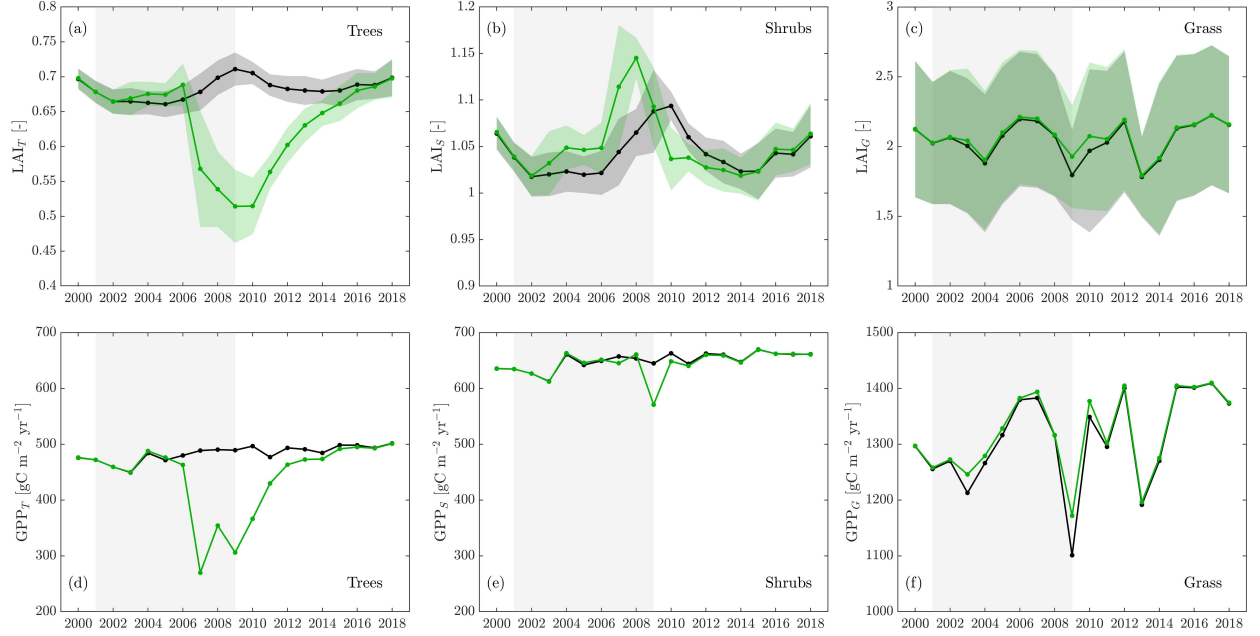 (a)
Trees
LAI_T [-]
0.8
0.75
0.7
0.65
0.6
0.55
0.5
0.45
0.4
2000 2002 2004 2006 2008 2010 2012 2014 2016 2018
(b)
Shrubs
LAI_S [-]
1.2
1.15
1.1
1.05
1
0.95
0.9
2000 2002 2004 2006 2008 2010 2012 2014 2016 2018
(c)
Grass
LAI_G [-]
3
2.5
2
1.5
1
2000 2002 2004 2006 2008 2010 2012 2014 2016 2018
GPP_T [gC m⁻² yr⁻¹]
700
600
500
400
300
200
(d)
Trees
2000 2002 2004 2006 2008 2010 2012 2014 2016 2018
GPP_S [gC m⁻² yr⁻¹]
700
600
500
400
300
200
(e)
Shrubs
2000 2002 2004 2006 2008 2010 2012 2014 2016 2018
GPP_G [gC m⁻² yr⁻¹]
1500
1400
1300
1200
1100
1000
(f)
Grass
2000 2002 2004 2006 2008 2010 2012 2014 2016 2018